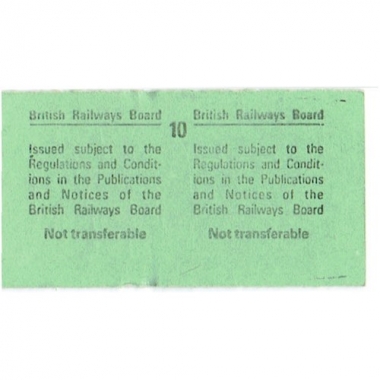 British Railways Board
Issued subject to the
Regulations and Condit-
ions in the Publications
and Notices of the
British Railways Board
Not transferable
10
British Railways Board
Issued subject to the
Regulations and Condit-
ions in the Publications
and Notices of the
British Railways Board
Not transferable